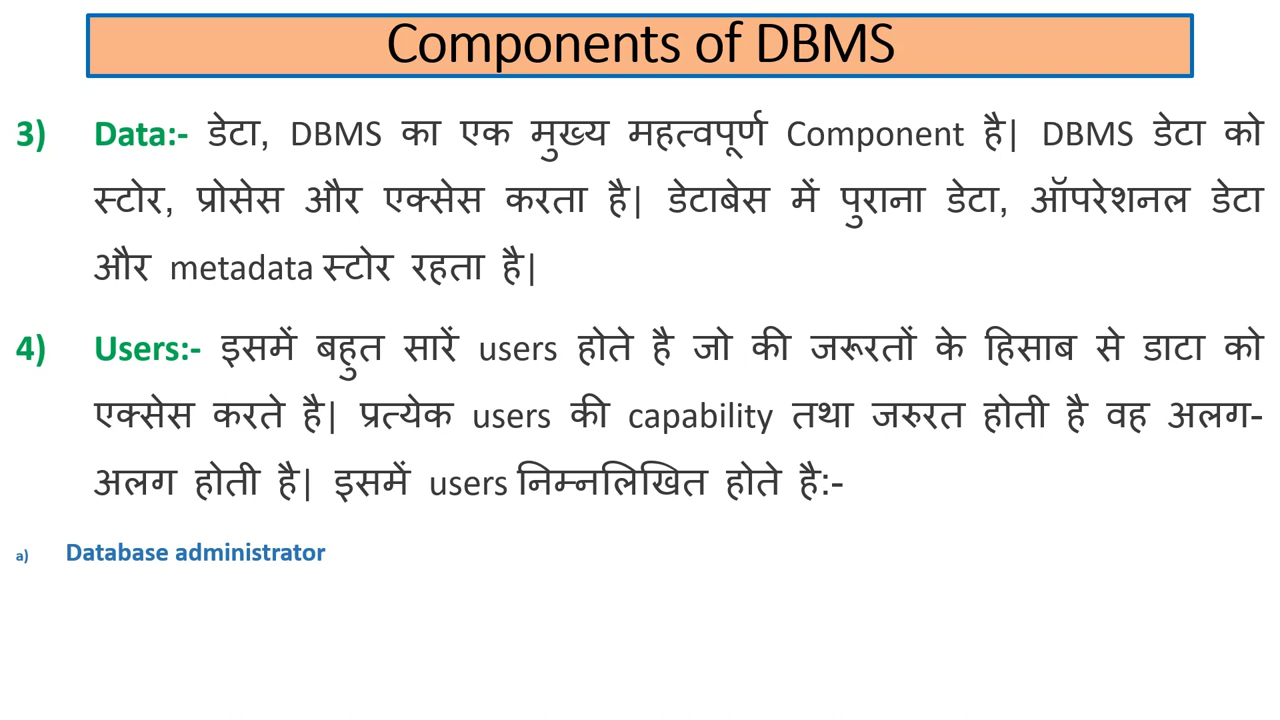 Components of DBMS
3) Data:- डेटा, DBMS का एक मुख्य महत्वपूर्ण Component है| DBMS डेटा को
स्टोर, प्रोसेस और एक्सेस करता है| डेटाबेस में पुराना डेटा, ऑपरेशनल डेटा
और metadata स्टोर रहता है|
4) Users:- इसमें बहुत सारें users होते है जो की जरूरतों के हिसाब से डाटा को
एक्सेस करते है| प्रत्येक users की capability तथा जरुरत होती है वह अलग-
अलग होती है| इसमें users निम्नलिखित होते है:-
a) Database administrator